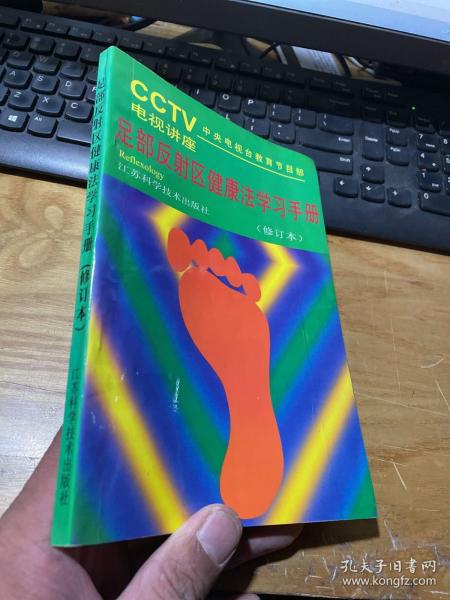 CCTV 中央电视台教育节目部
电视讲座
足部反射区健康法学习手册
Reflexology
（修订本）
江苏科学技术出版社
足部反射区健康法学习手册（修订本） 江苏科学技术出版社
孔夫子旧书网
www.kongfz.com